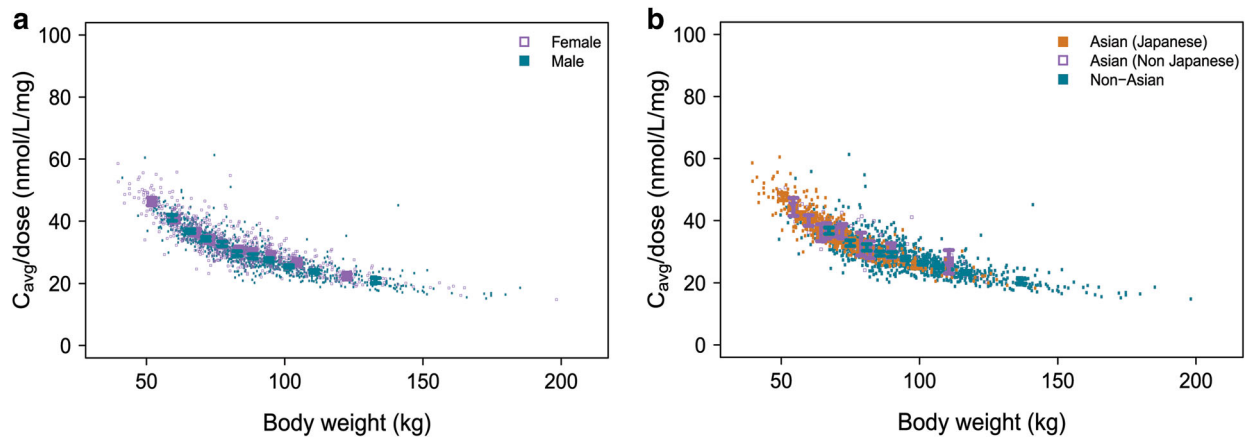 a
C_avg/dose (nmol/L/mg)
100
80
60
40
20
0
50
100
150
200
Body weight (kg)
Female
Male
b
C_avg/dose (nmol/L/mg)
100
80
60
40
20
0
50
100
150
200
Body weight (kg)
Asian (Japanese)
Asian (Non Japanese)
Non−Asian